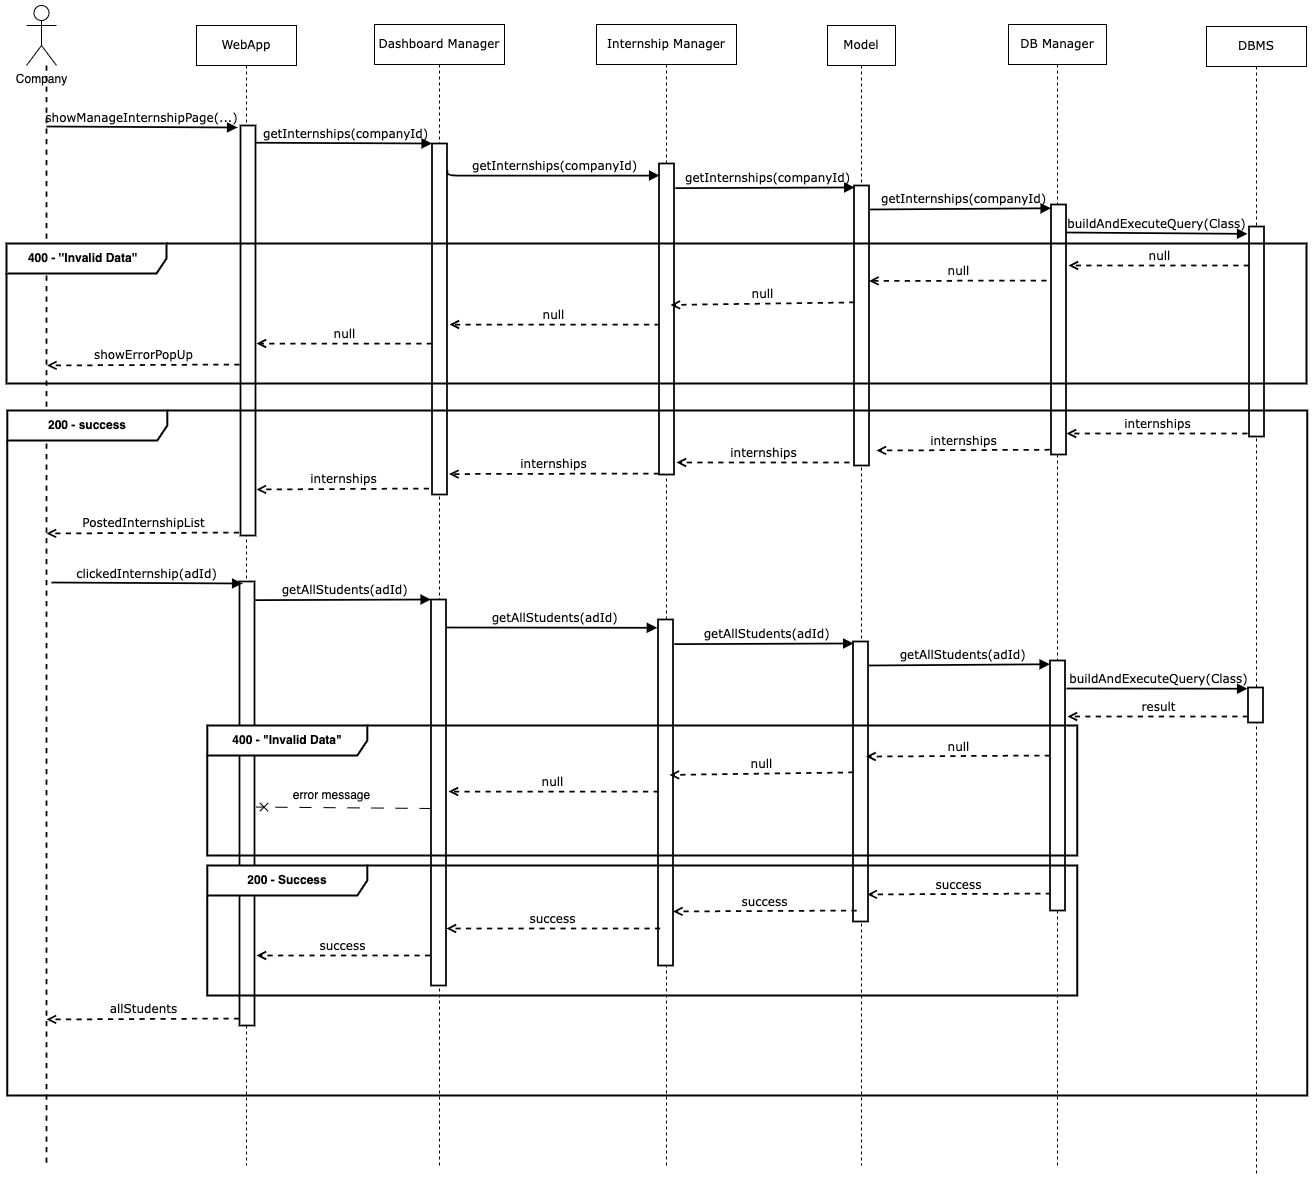 Company
WebApp
Dashboard Manager
Internship Manager
Model
DB Manager
DBMS
showManageInternshipPage(...)
getInternships(companyId)
getInternships(companyId)
getInternships(companyId)
getInternships(companyId)
buildAndExecuteQuery(Class)
400 - "Invalid Data"
null
null
null
null
null
showErrorPopUp
200 - success
internships
internships
internships
internships
internships
PostedInternshipList
clickedInternship(adId)
getAllStudents(adId)
getAllStudents(adId)
getAllStudents(adId)
getAllStudents(adId)
buildAndExecuteQuery(Class)
result
400 - "Invalid Data"
null
null
null
error message
200 - Success
success
success
success
success
allStudents